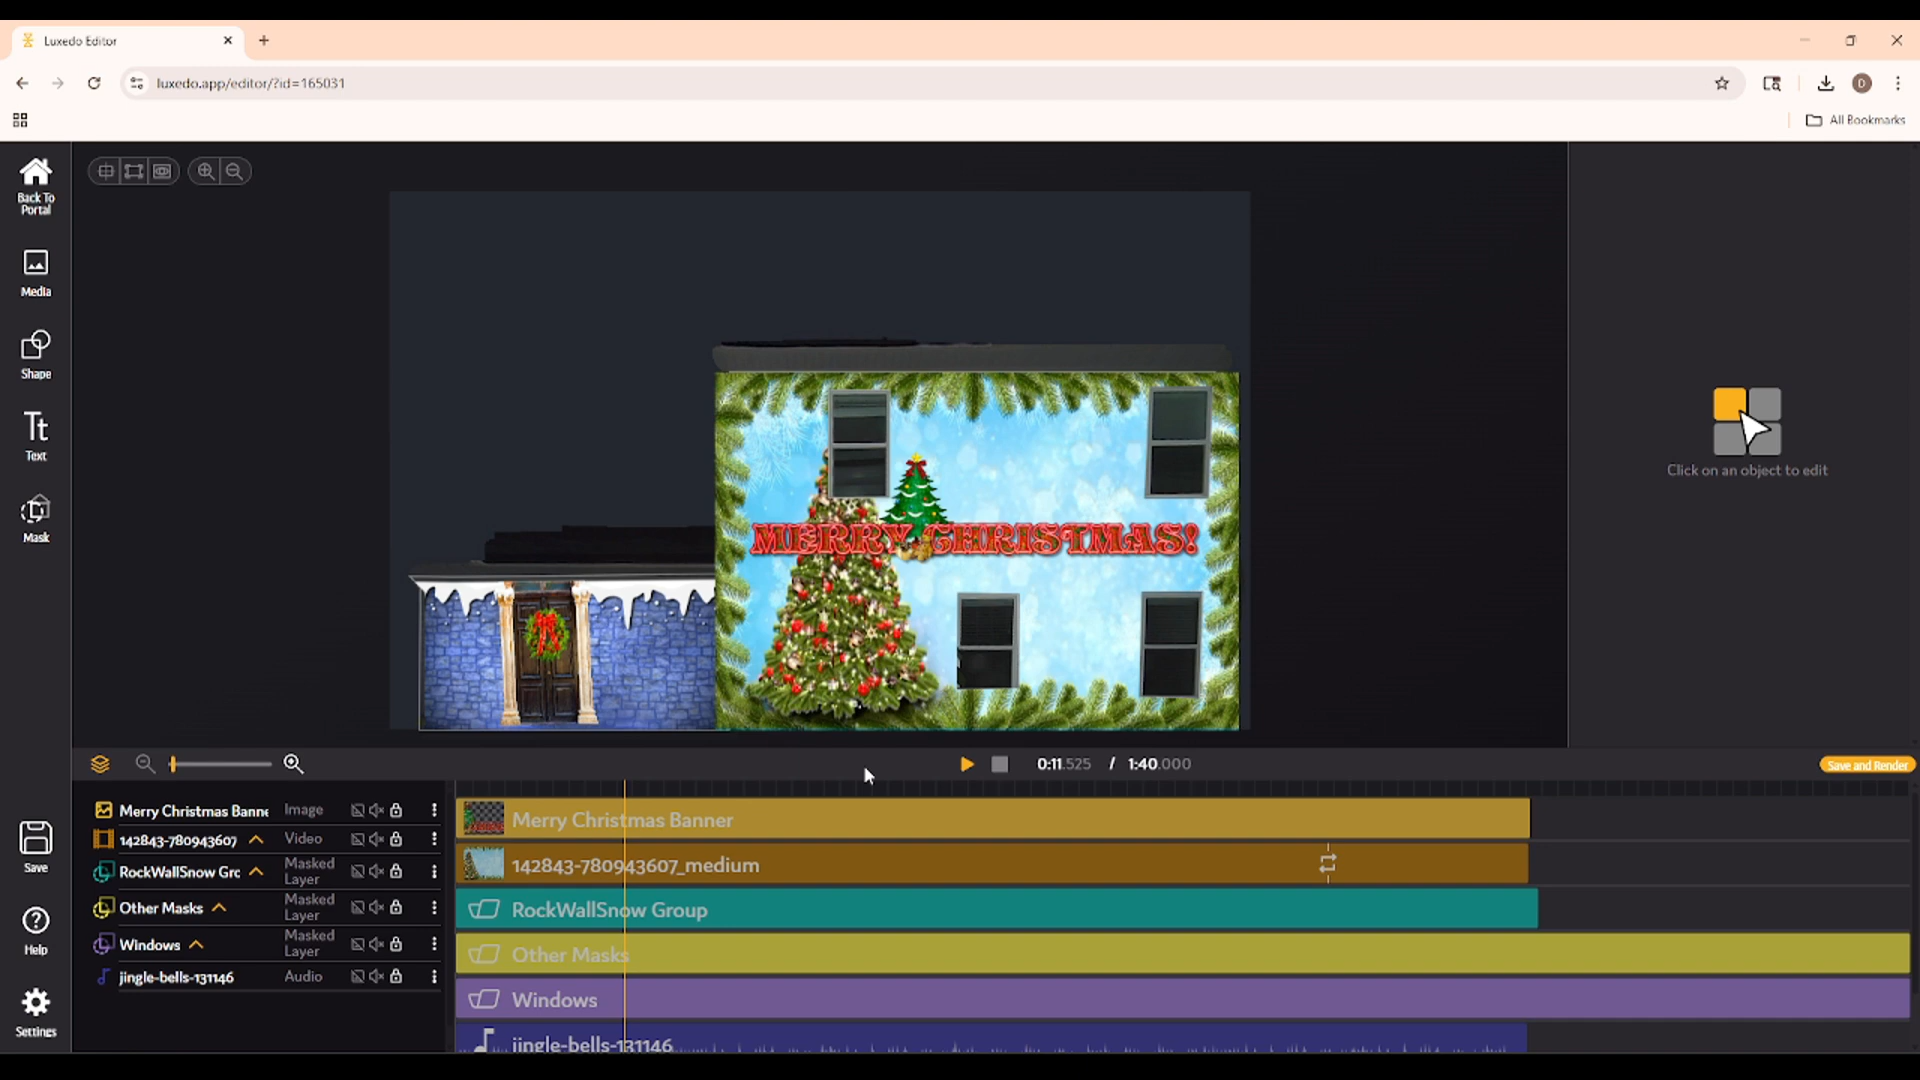 Luxedo Editor
luxedo.app/editor/?id=165031
All Bookmarks
Back To
Portal
Media
Shape
Tt
Text
Mask
Save
Help
Settings
MERRY CHRISTMAS!
Click on an object to edit
0:11.525 / 1:40.000
Save and Render
Merry Christmas Banne Image
142843-780943607 Video
RockWallSnow Grc Masked Layer
Other Masks Masked Layer
Windows Masked Layer
jingle-bells-131146 Audio
Merry Christmas Banner
142843-780943607_medium
RockWallSnow Group
Other Masks
Windows
jingle-bells-131146